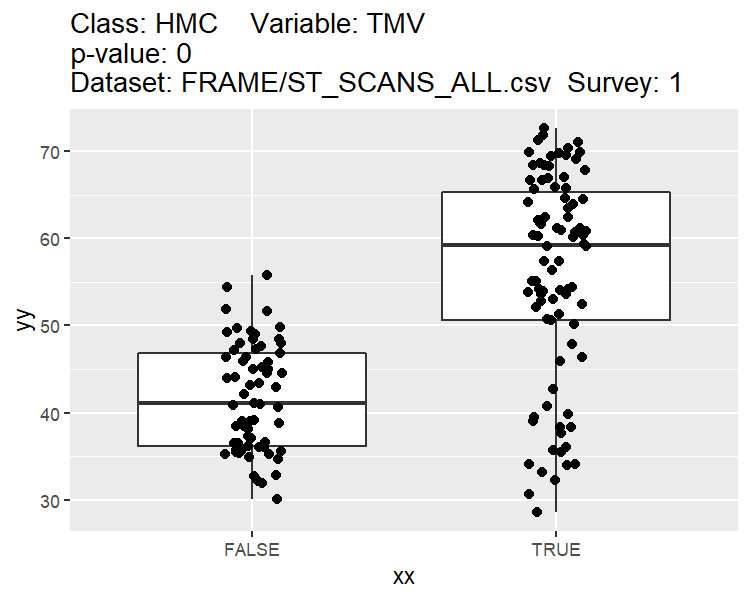 Class: HMC    Variable: TMV
p-value: 0
Dataset: FRAME/ST_SCANS_ALL.csv  Survey: 1
70
60
50
40
30
yy
FALSE
TRUE
xx